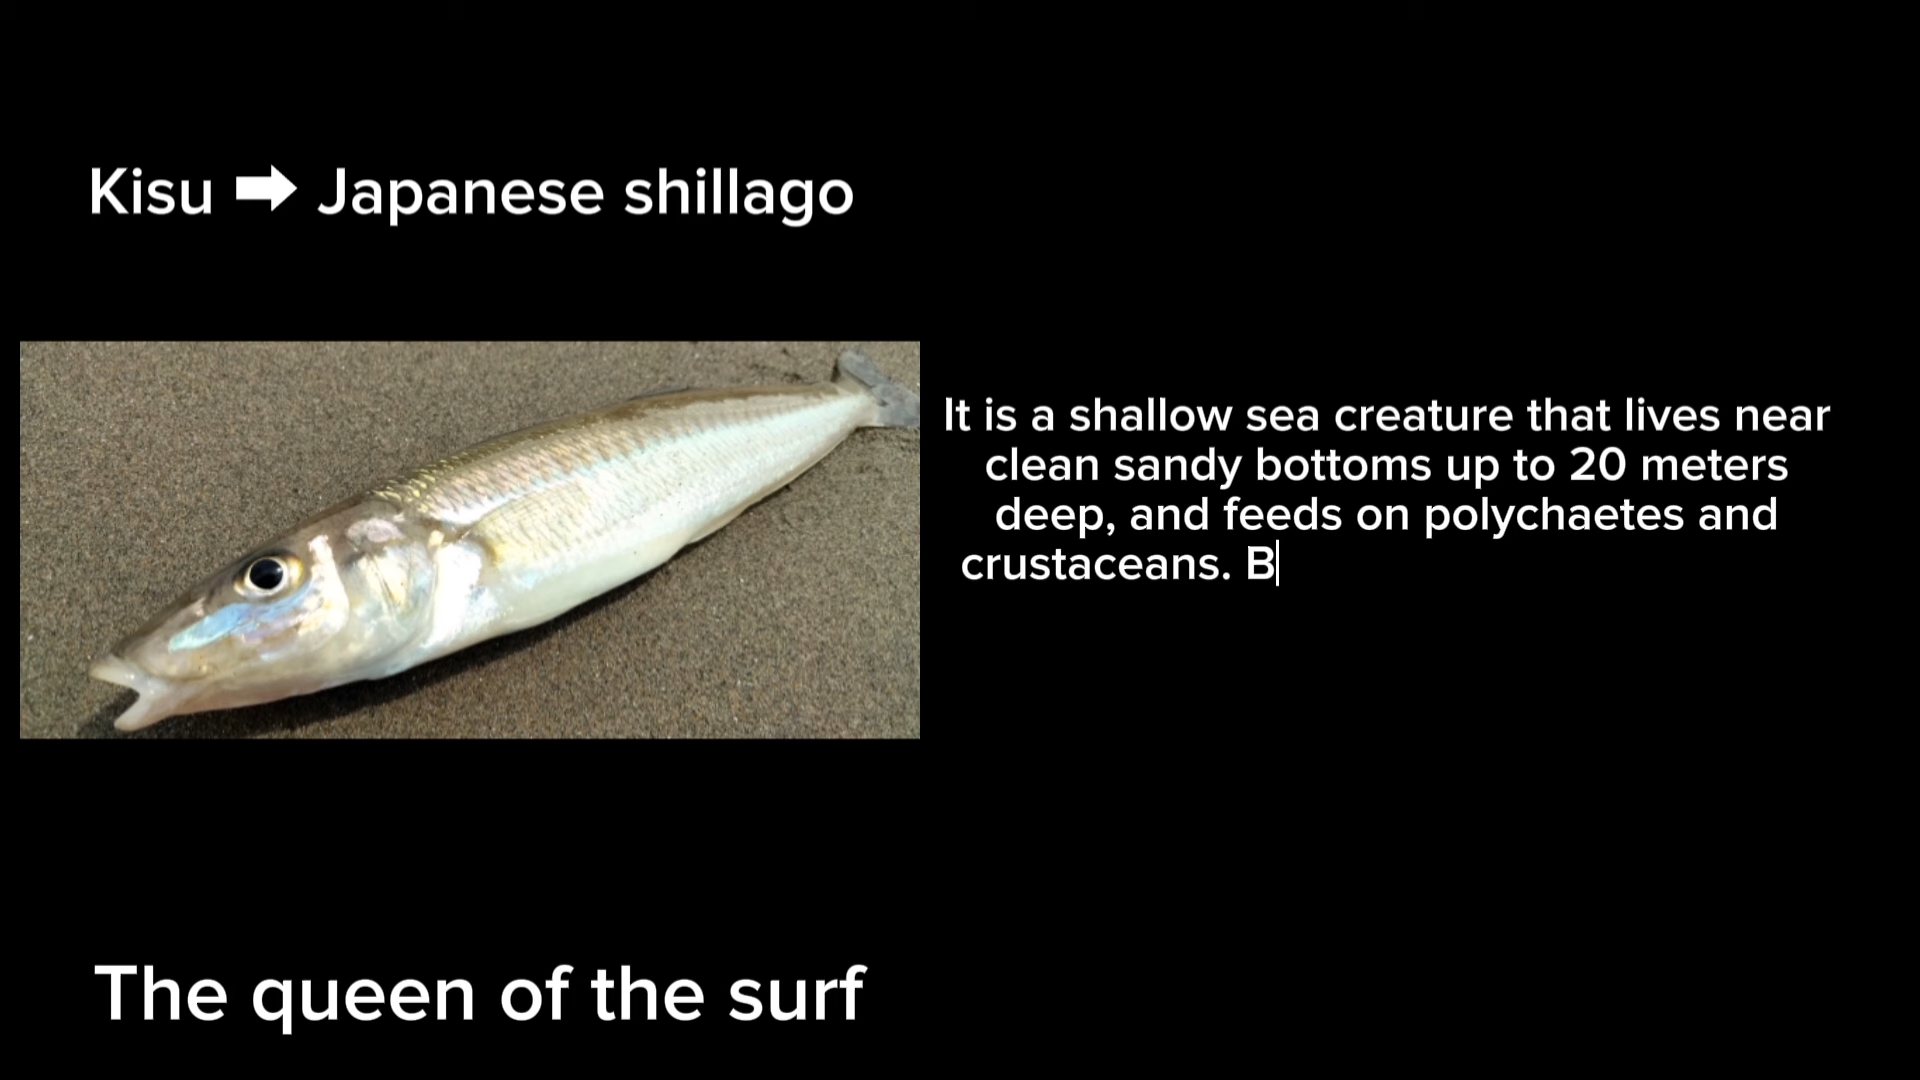 Kisu ➡ Japanese shillago
It is a shallow sea creature that lives near
clean sandy bottoms up to 20 meters
deep, and feeds on polychaetes and
crustaceans. B
The queen of the surf